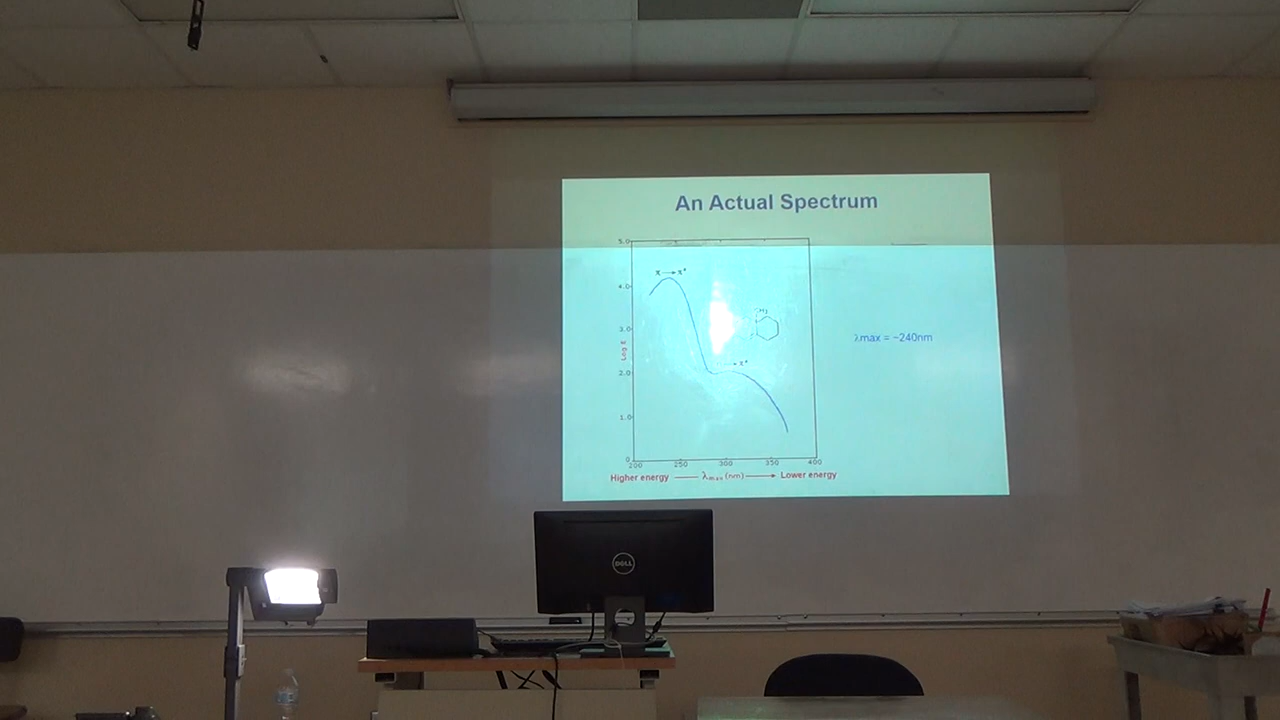 An Actual Spectrum
5.0
π → π*
4.0
CH3
3.0
λmax = ~240nm
Log ε
→ π*
2.0
1.0
0
200 250 300 350 400
Higher energy — λmax (nm) → Lower energy
DELL